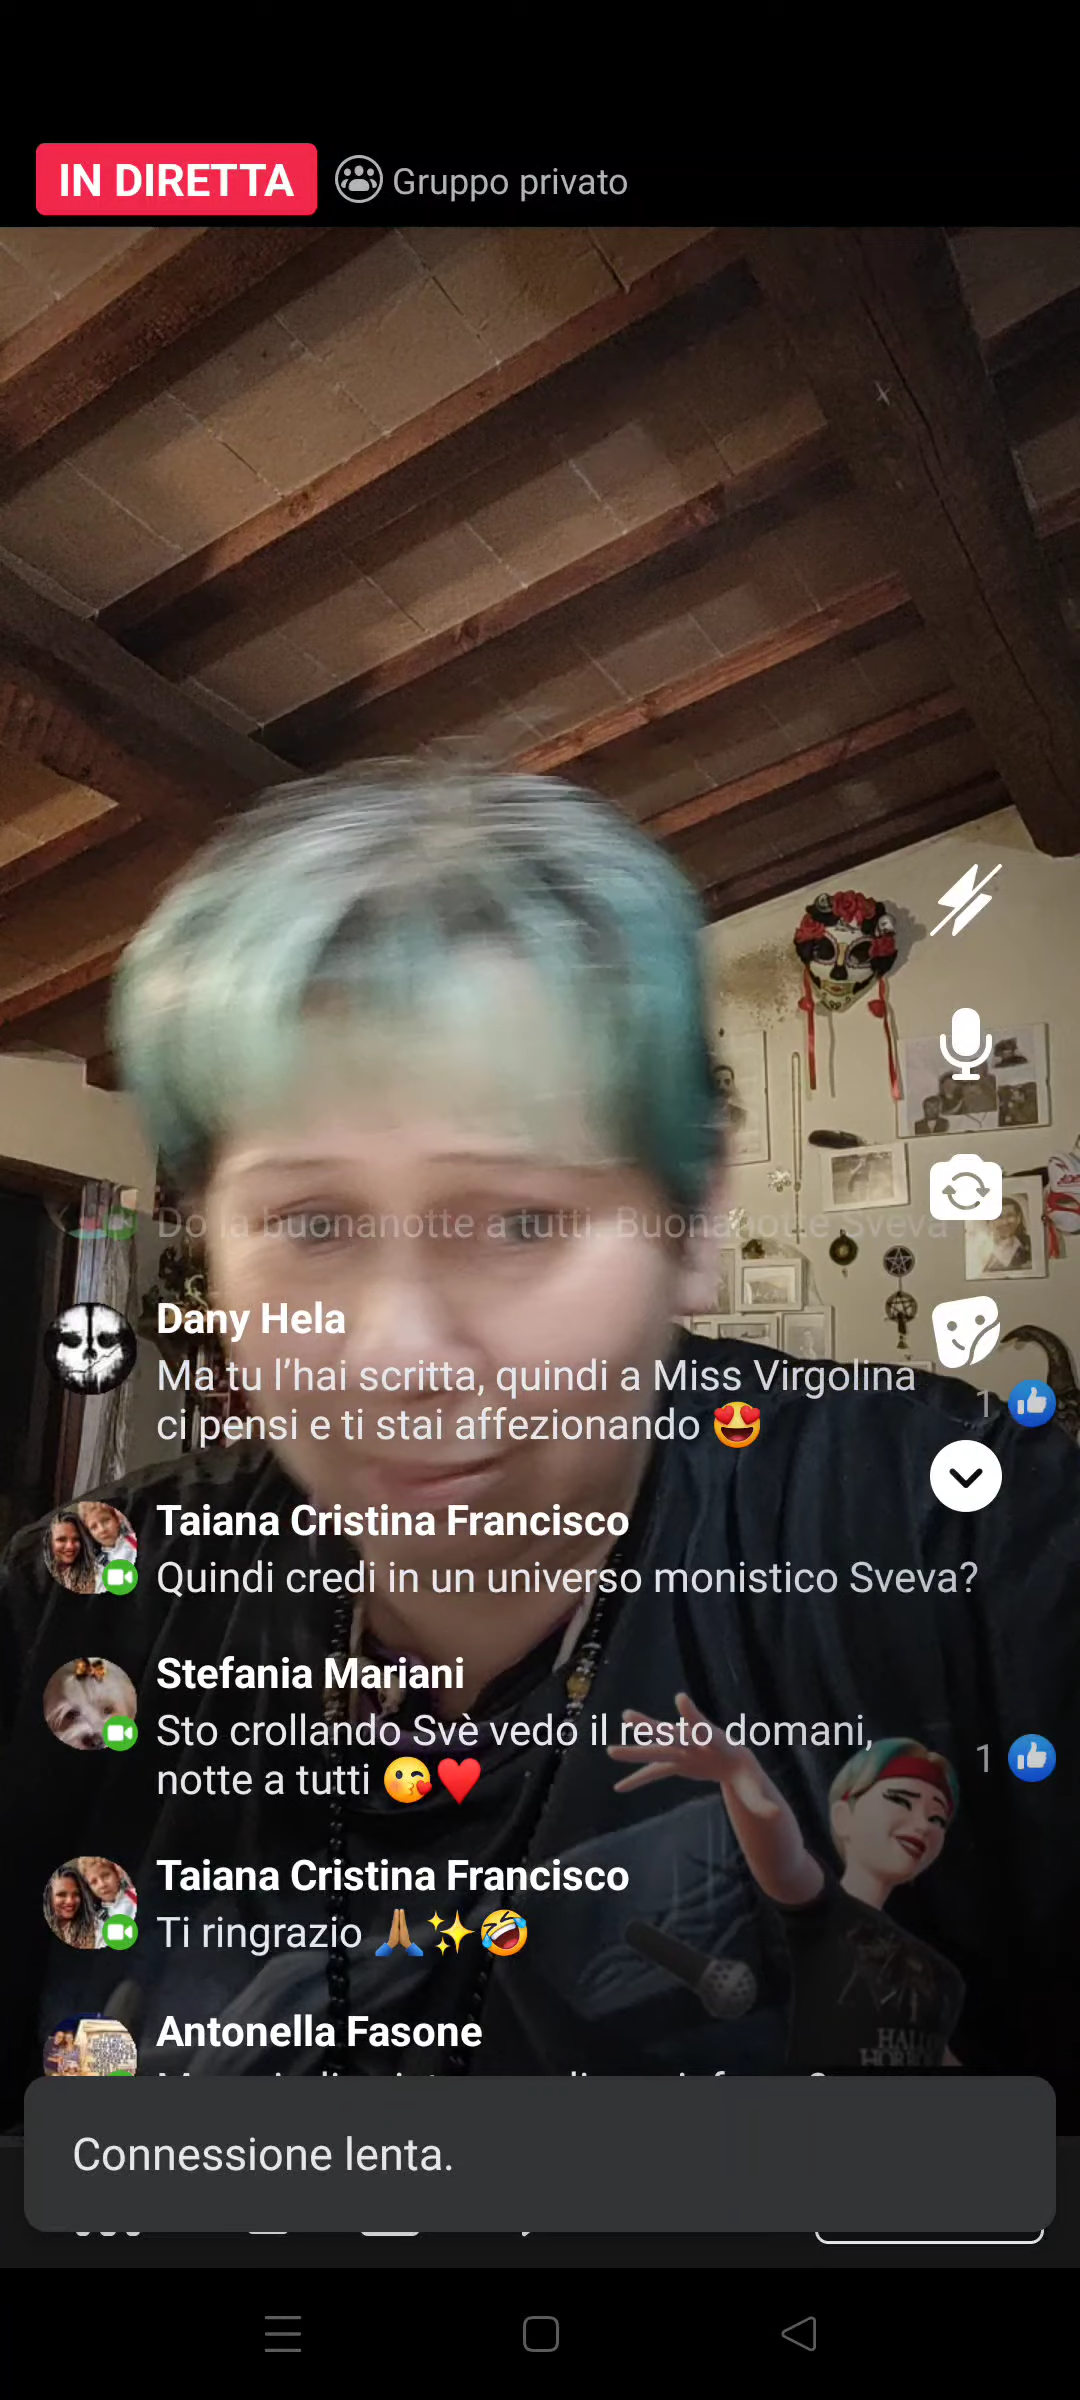 IN DIRETTA
Gruppo privato
Do la buonanotte a tutti. Buonanotte Sveva
Dany Hela
Ma tu l’hai scritta, quindi a Miss Virgolina
ci pensi e ti stai affezionando 😍
1
Taiana Cristina Francisco
Quindi credi in un universo monistico Sveva?
Stefania Mariani
Sto crollando Svè vedo il resto domani,
notte a tutti 😘❤️
1
Taiana Cristina Francisco
Ti ringrazio 🙏🏽✨🤣
Antonella Fasone
Connessione lenta.